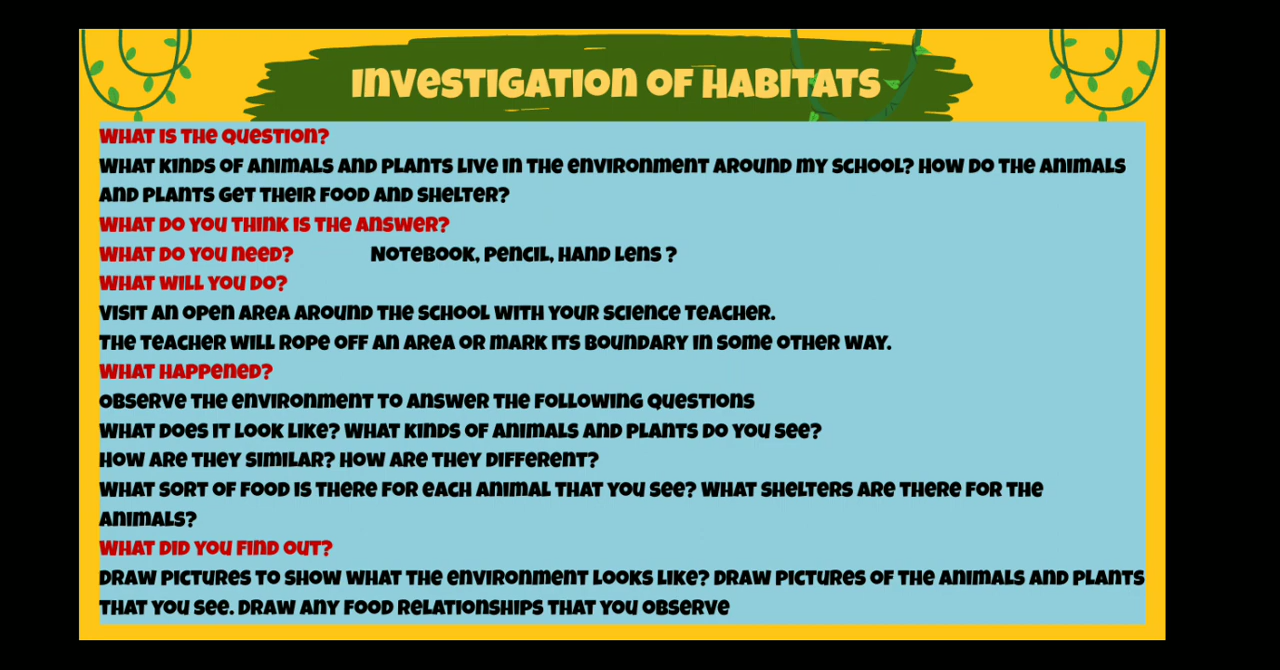 INVESTIGATION OF HABITATS
WHAT IS THE QUESTION?
WHAT KINDS OF ANIMALS AND PLANTS LIVE IN THE ENVIRONMENT AROUND MY SCHOOL? HOW DO THE ANIMALS
AND PLANTS GET THEIR FOOD AND SHELTER?
WHAT DO YOU THINK IS THE ANSWER?
WHAT DO YOU NEED? NOTEBOOK, PENCIL, HAND LENS ?
WHAT WILL YOU DO?
VISIT AN OPEN AREA AROUND THE SCHOOL WITH YOUR SCIENCE TEACHER.
THE TEACHER WILL ROPE OFF AN AREA OR MARK ITS BOUNDARY IN SOME OTHER WAY.
WHAT HAPPENED?
OBSERVE THE ENVIRONMENT TO ANSWER THE FOLLOWING QUESTIONS
WHAT DOES IT LOOK LIKE? WHAT KINDS OF ANIMALS AND PLANTS DO YOU SEE?
HOW ARE THEY SIMILAR? HOW ARE THEY DIFFERENT?
WHAT SORT OF FOOD IS THERE FOR EACH ANIMAL THAT YOU SEE? WHAT SHELTERS ARE THERE FOR THE
ANIMALS?
WHAT DID YOU FIND OUT?
DRAW PICTURES TO SHOW WHAT THE ENVIRONMENT LOOKS LIKE? DRAW PICTURES OF THE ANIMALS AND PLANTS
THAT YOU SEE. DRAW ANY FOOD RELATIONSHIPS THAT YOU OBSERVE